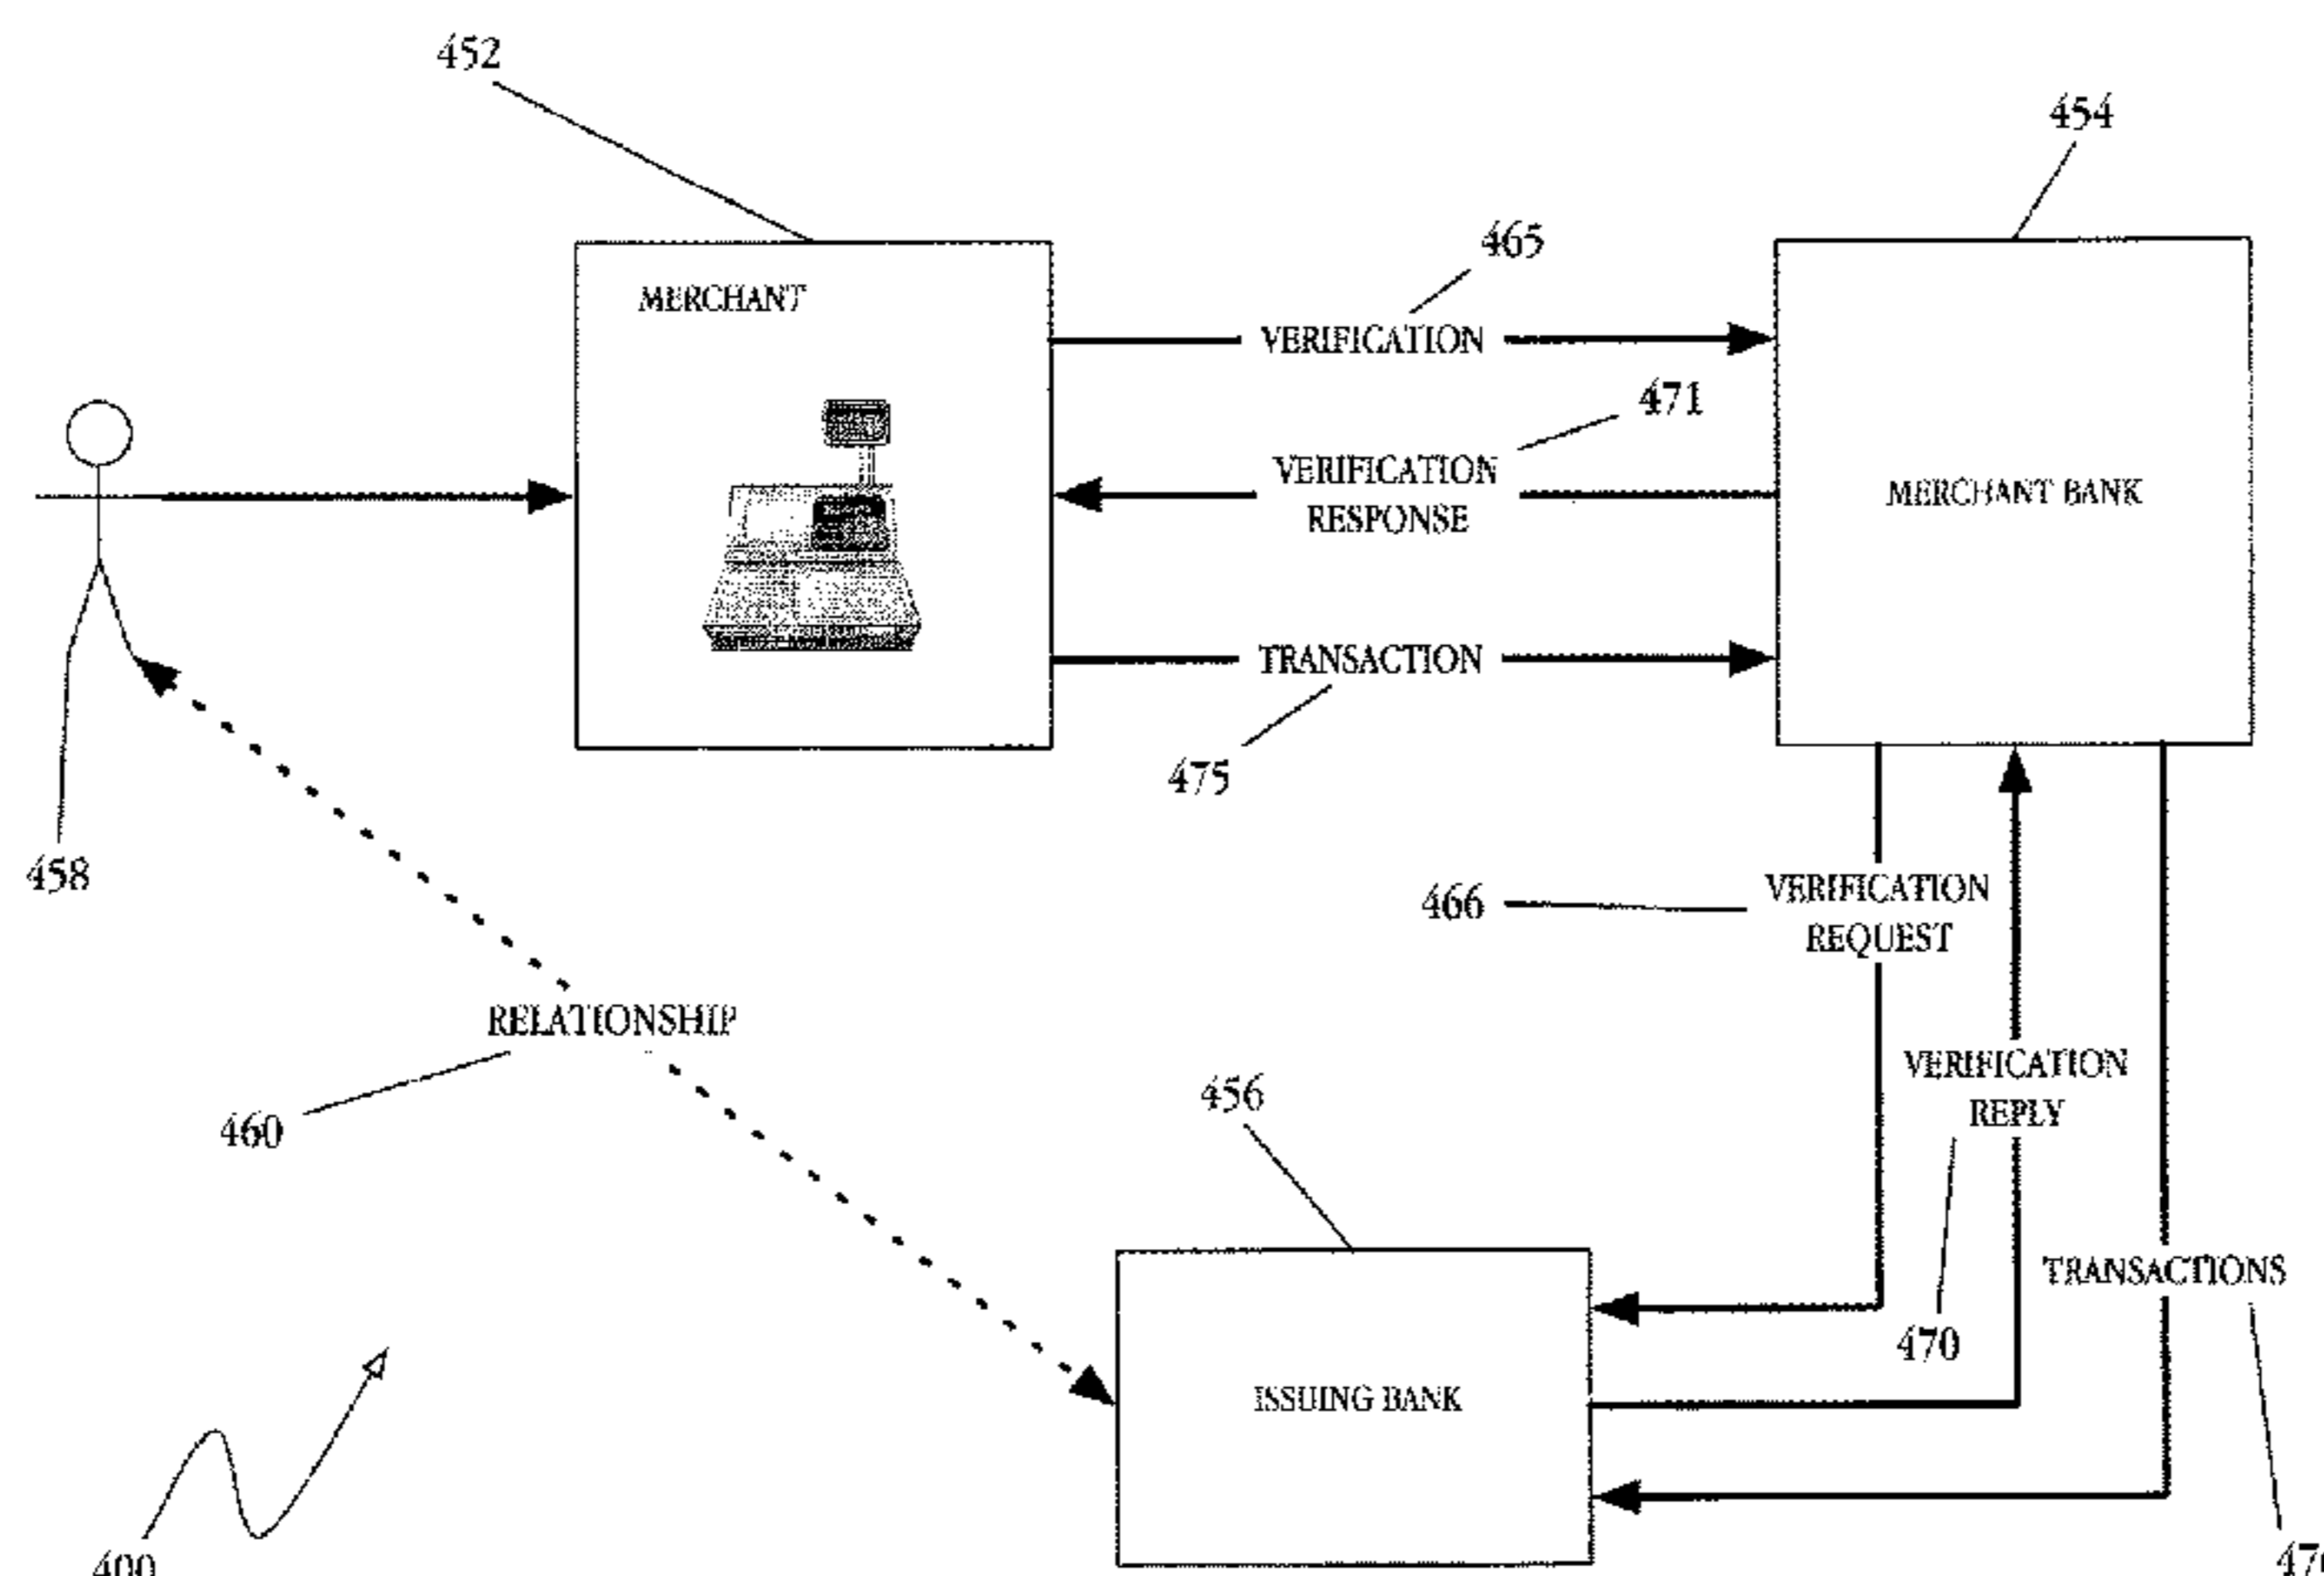 452
454
465
MERCHANT
VERIFICATION
471
VERIFICATION
RESPONSE
MERCHANT BANK
TRANSACTION
475
458
466
VERIFICATION
REQUEST
RELATIONSHIP
460
VERIFICATION
REPLY
456
TRANSACTIONS
470
ISSUING BANK
400